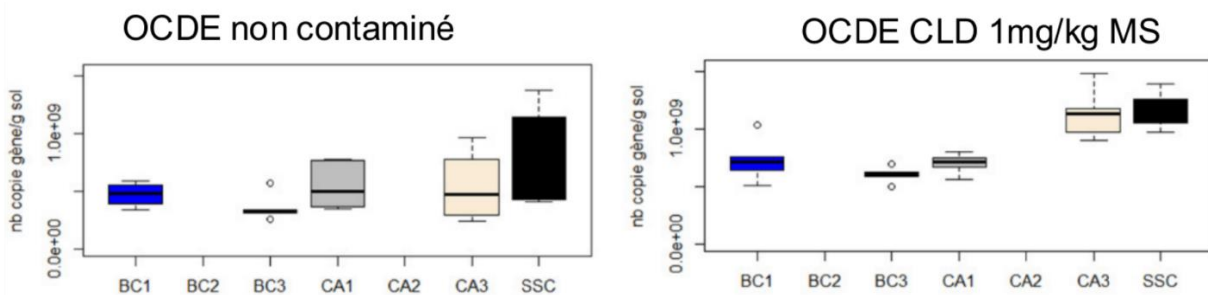 OCDE non contaminé
nb copie gène/g sol
1.0e+09
0.0e+00
BC1 BC2 BC3 CA1 CA2 CA3 SSC
OCDE CLD 1mg/kg MS
nb copie gène/g sol
1.0e+09
0.0e+00
BC1 BC2 BC3 CA1 CA2 CA3 SSC